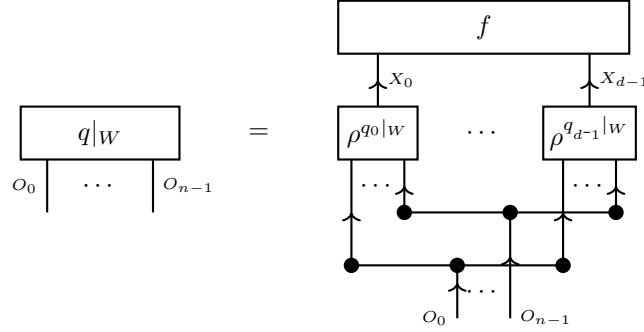 f
X_0 X_{d-1}
q|_W = ρ^{q_0|_W} ⋯ ρ^{q_{d-1}|_W}
O_0 ⋯ O_{n-1} ⋯ ⋯
O_0 ⋯ O_{n-1}